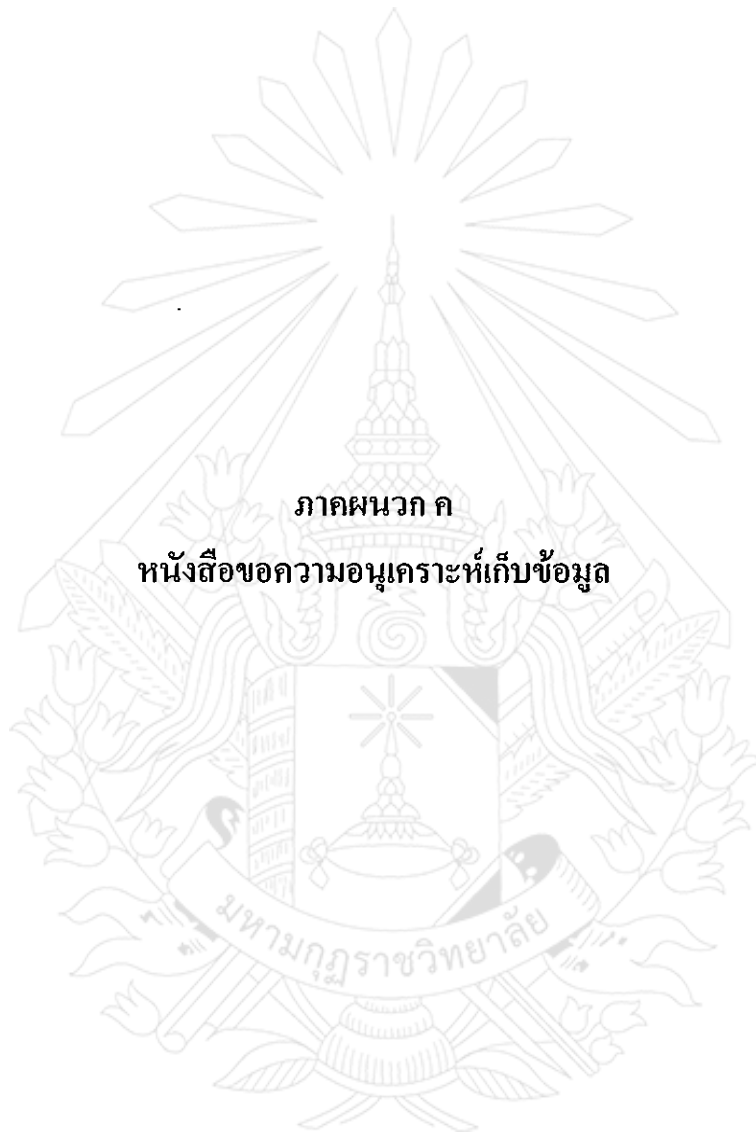 ภาคผนวก ค
หนังสือขอความอนุเคราะห์เก็บข้อมูล
มหามกุฏราชวิทยาลัย